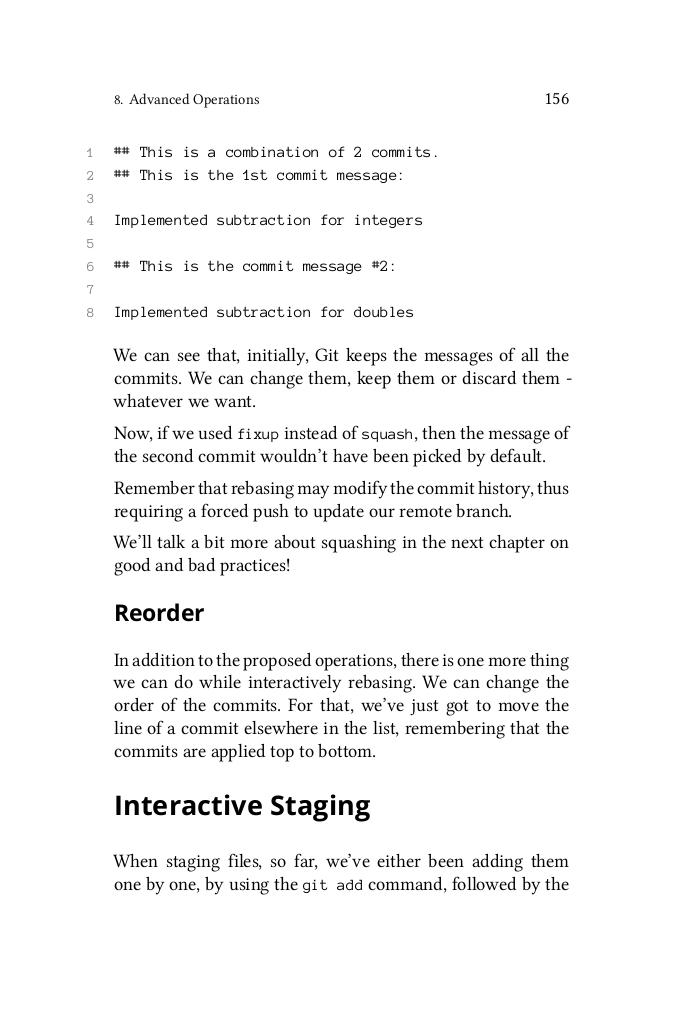 8. Advanced Operations 156
1 ## This is a combination of 2 commits.
2 ## This is the 1st commit message:
3
4 Implemented subtraction for integers
5
6 ## This is the commit message #2:
7
8 Implemented subtraction for doubles
We can see that, initially, Git keeps the messages of all the
commits. We can change them, keep them or discard them -
whatever we want.
Now, if we used fixup instead of squash, then the message of
the second commit wouldn't have been picked by default.
Remember that rebasing may modify the commit history, thus
requiring a forced push to update our remote branch.
We'll talk a bit more about squashing in the next chapter on
good and bad practices!
Reorder
In addition to the proposed operations, there is one more thing
we can do while interactively rebasing. We can change the
order of the commits. For that, we've just got to move the
line of a commit elsewhere in the list, remembering that the
commits are applied top to bottom.
Interactive Staging
When staging files, so far, we've either been adding them
one by one, by using the git add command, followed by the